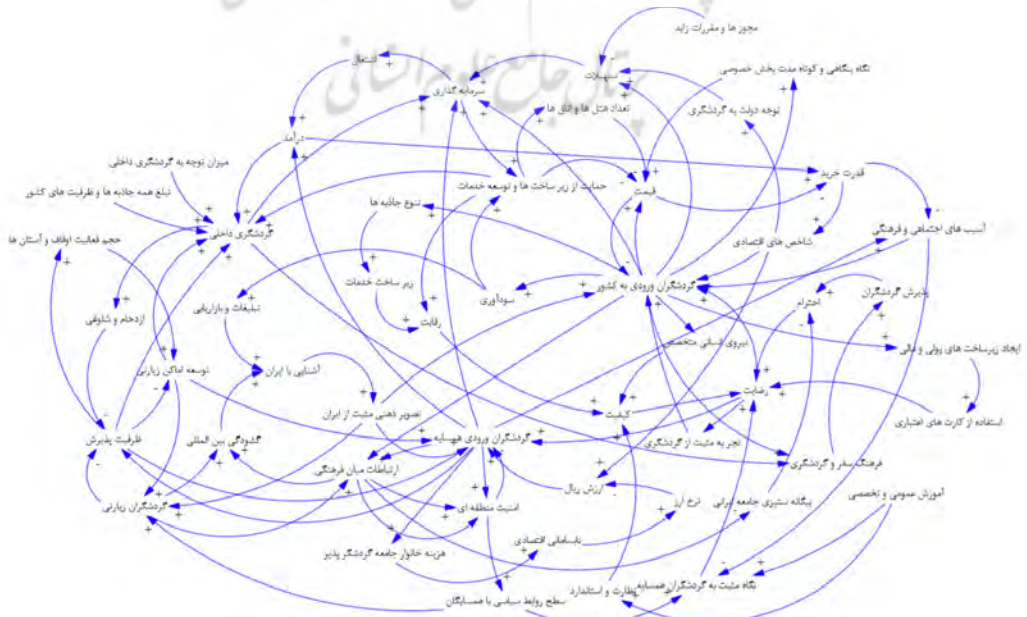 پرتال جامع علوم انسانی
مجوز ها و مقررات زاید
اشتغال
تسهیلات
نگاه بنگاهی و کوتاه مدت بخش خصوصی
سرمایه گذاری
تعداد هتل ها و اتاق ها
توجه دولت به گردشگری
درآمد
میزان توجه به گردشگری داخلی
قدرت خرید
حمایت از زیر ساخت ها و توسعه خدمات
قیمت
تبلغ همه جاذبه ها و ظرفیت های کشور
تنوع جاذبه ها
گردشگری داخلی
آسیب های اجتماعی و فرهنگی
حجم فعالیت اوقاف و آستان ها
شاخص های اقتصادی
زیر ساخت خدمات
گردشگران ورودی به کشور
پذیرش گردشگران
سودآوری
احترام
تبلیغات و بازاریابی
ازدحام و شلوغی
رقابت
نیروی انسانی متخصص
ایجاد زیرساخت های پولی و مالی
توسعه اماکن زیارتی
آشنایی با ایران
رضایت
تصویر ذهنی مثبت از ایران
کیفیت
استفاده از کارت های اعتباری
ظرفیت پذیرش
گشودگی بین المللی
گردشگران ورودی همسایه
تجر به مثبت از گردشگری
ارتباطات میان فرهنگی
فرهنگ سفر و گردشگری
ارزش ریال
آموزش عمومی و تخصصی
گردشگران زیارتی
امنیت منطقه ای
نرخ ارز
بیگانه ستیزی جامعه ایرانی
نابسامانی اقتصادی
هزینه خانوار جامعه گردشگر پذیر
نگاه مثبت به گردشگران همسایه
نظارت و استاندارد
سطح روابط سیاسی با همسایگان